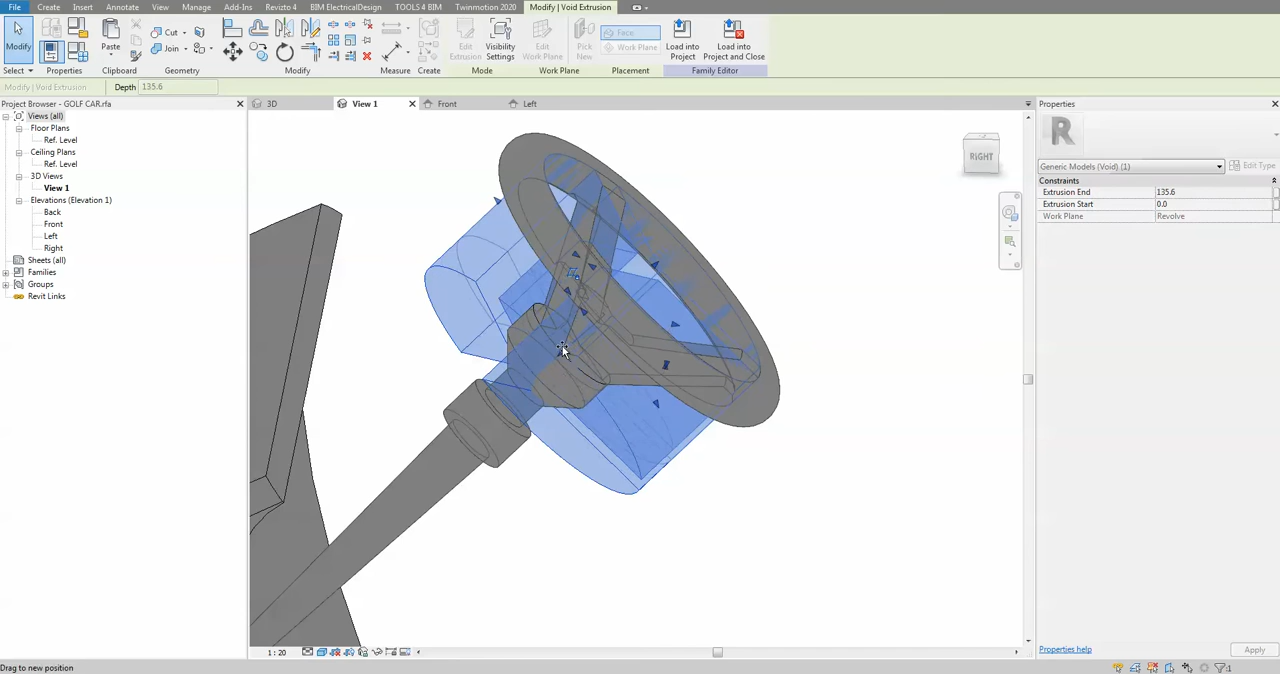 File Create Insert Annotate View Manage Add-Ins Revizto 4 BIM ElectricalDesign TOOLS 4 BIM Twinmotion 2020 Modify | Void Extrusion
Modify
Paste
Cut
Join
Edit Extrusion
Visibility Settings
Edit Work Plane
Pick New
Face
Work Plane
Load into Project
Load into Project and Close
Select Properties Clipboard Geometry Modify Measure Create Mode Work Plane Placement Family Editor
Modify | Void Extrusion Depth 135.6
Project Browser - GOLF CAR.rfa
3D View 1 Front Left
Properties
Views (all)
Floor Plans
Ref. Level
Ceiling Plans
Ref. Level
3D Views
View 1
Elevations (Elevation 1)
Back
Front
Left
Right
Sheets (all)
Families
Groups
Revit Links
RIGHT
R
Generic Models (Void) (1) Edit Type
Constraints
Extrusion End 135.6
Extrusion Start 0.0
Work Plane Revolve
1 : 20
Properties help Apply
Drag to new position
:1